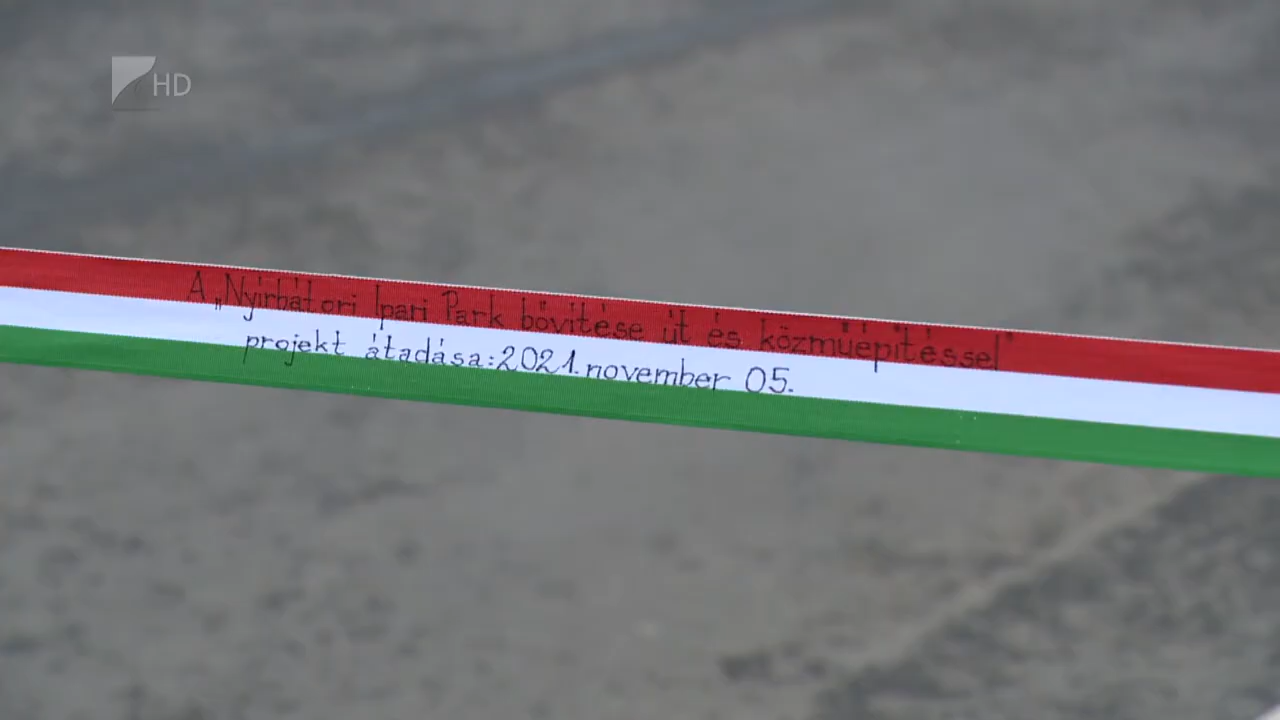 HD
A „Nyírbátori Ipari Park bővítése út és közműépítéssel"
projekt átadása: 2021. november 05.